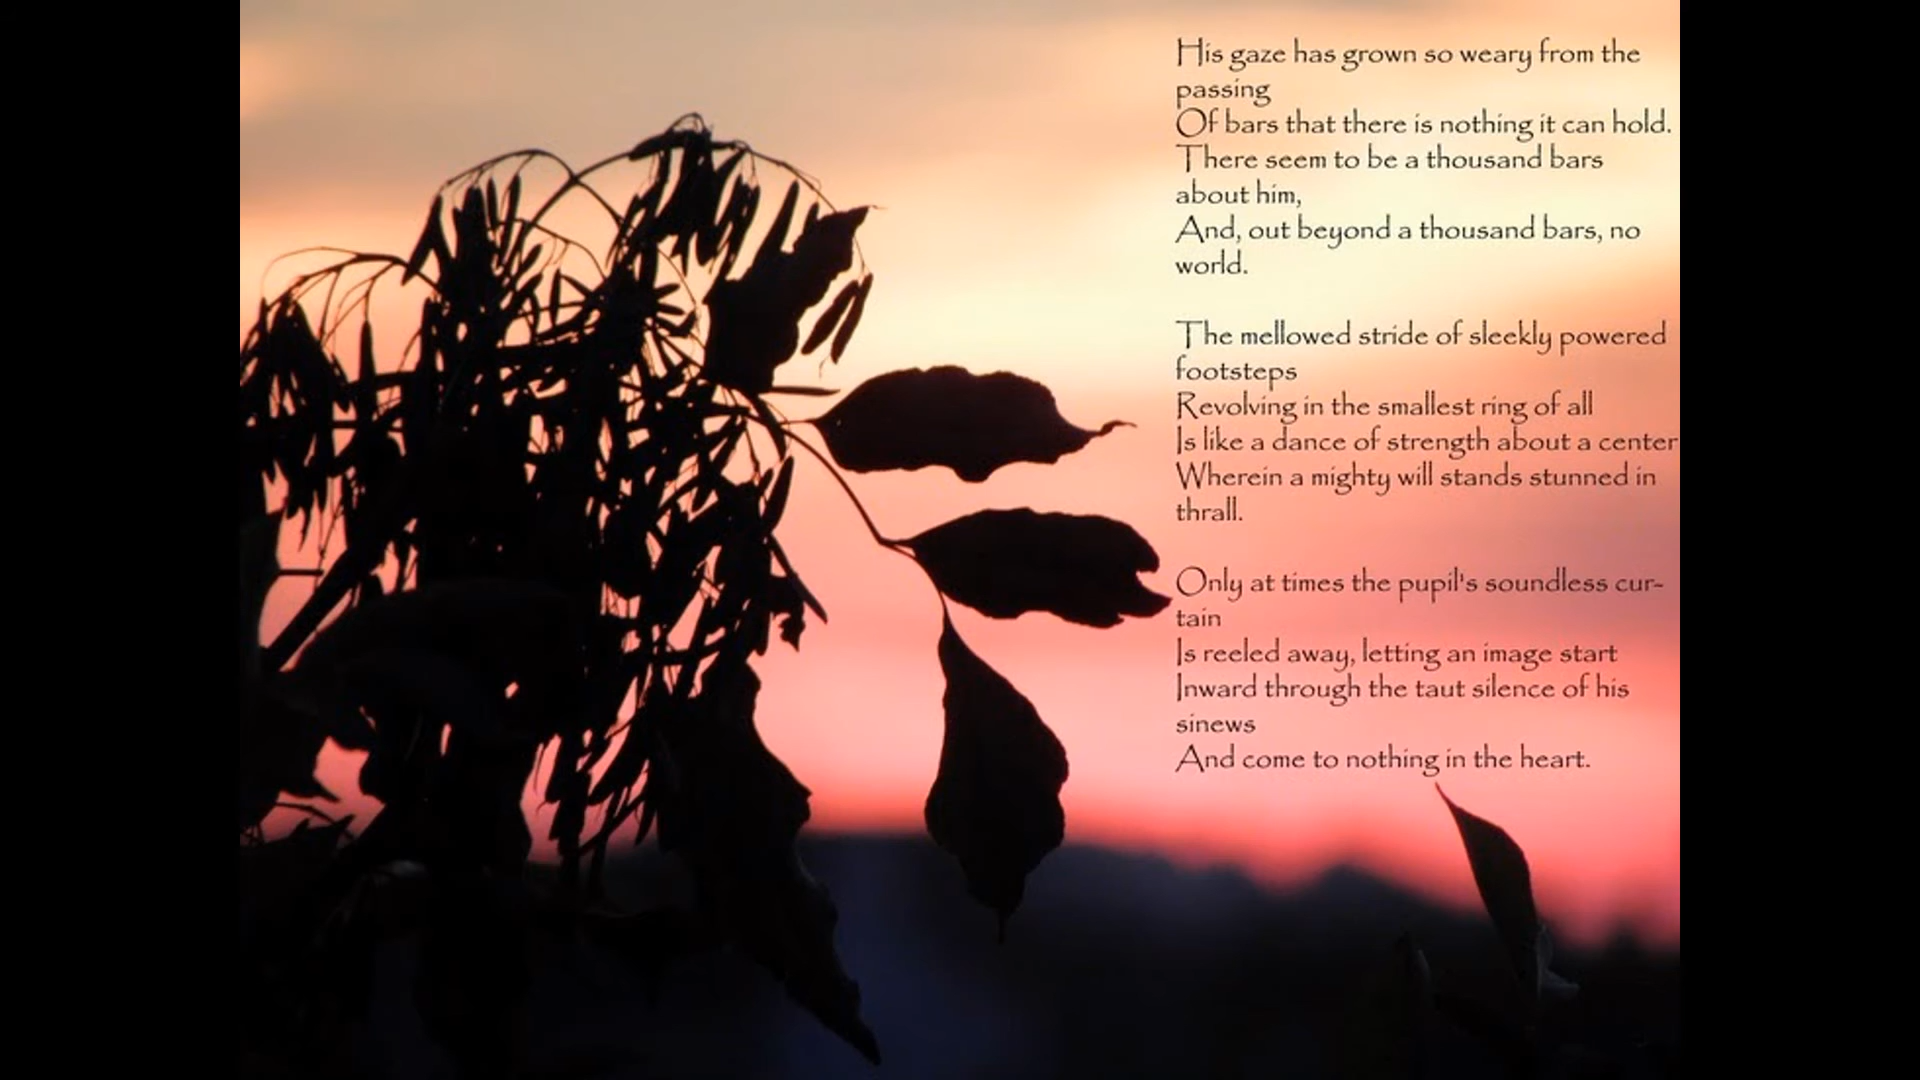 His gaze has grown so weary from the
passing
Of bars that there is nothing it can hold.
There seem to be a thousand bars
about him,
And, out beyond a thousand bars, no
world.
The mellowed stride of sleekly powered
footsteps
Revolving in the smallest ring of all
Is like a dance of strength about a center
Wherein a mighty will stands stunned in
thrall.
Only at times the pupil's soundless cur-
tain
Is reeled away, letting an image start
Inward through the taut silence of his
sinews
And come to nothing in the heart.